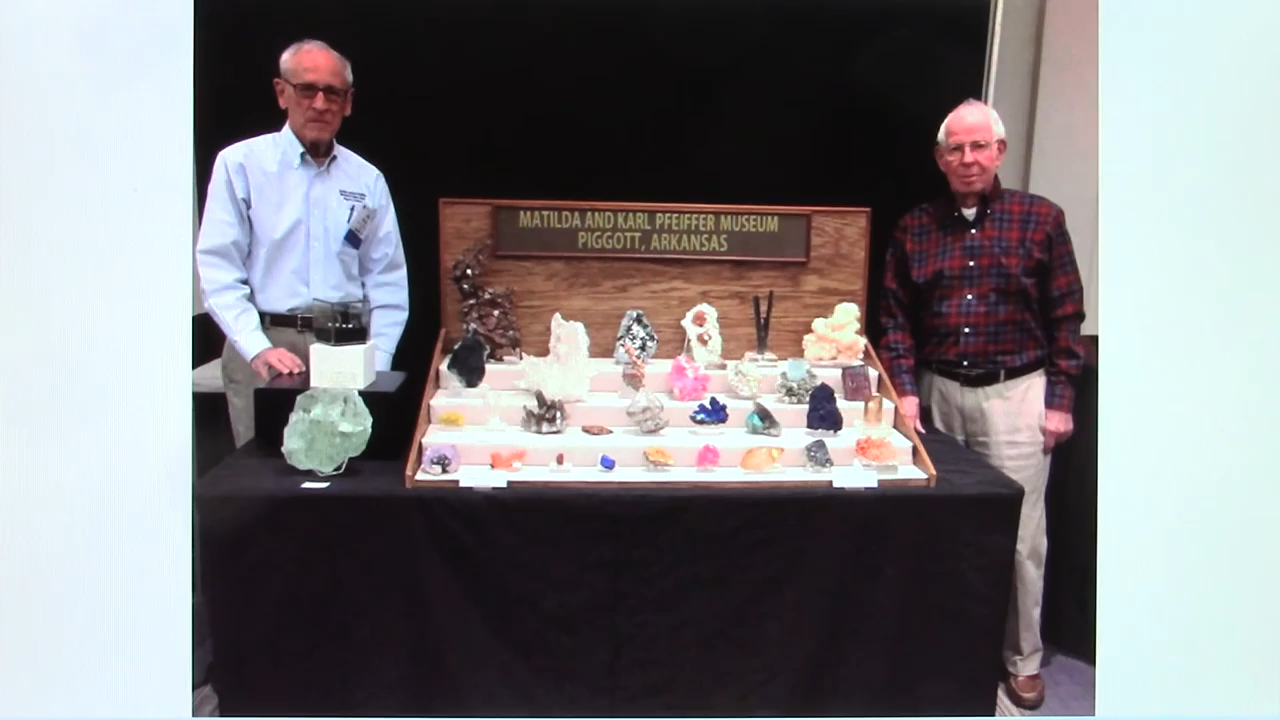 MATILDA AND KARL PFEIFFER MUSEUM
PIGGOTT, ARKANSAS